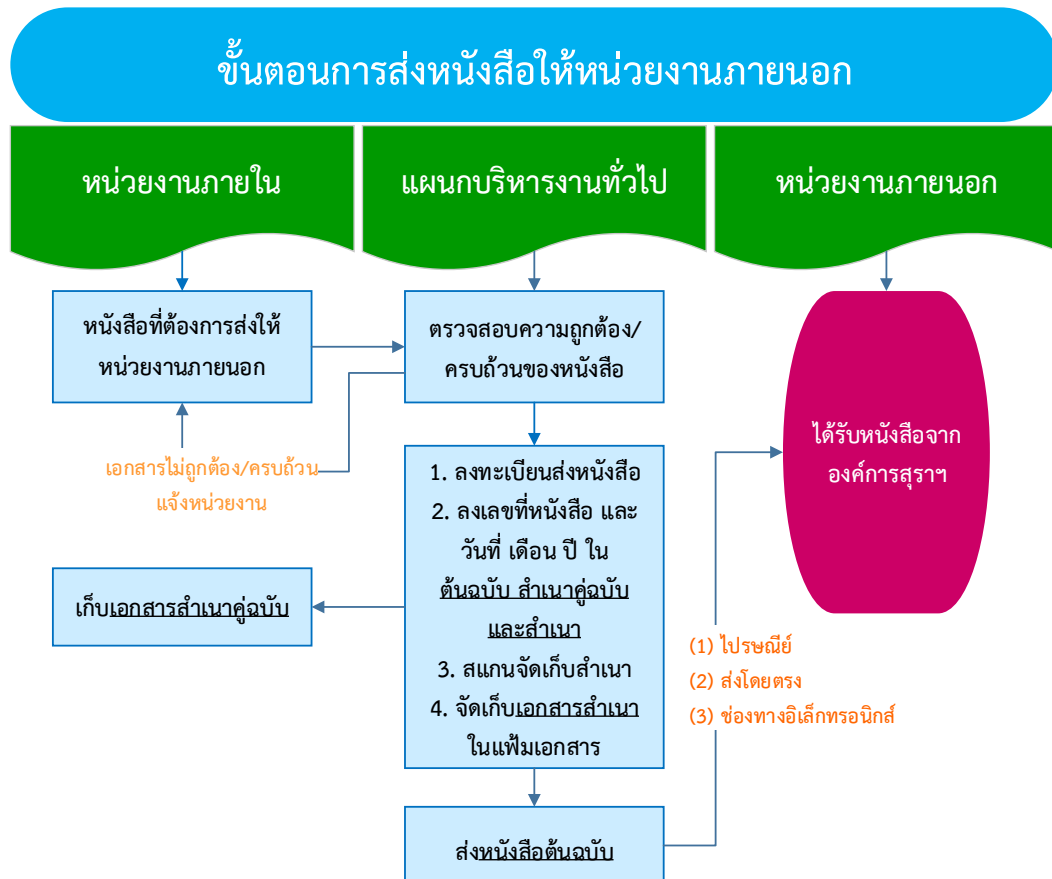 ขั้นตอนการส่งหนังสือให้หน่วยงานภายนอก
หน่วยงานภายใน
แผนกบริหารงานทั่วไป
หน่วยงานภายนอก
หนังสือที่ต้องการส่งให้
หน่วยงานภายนอก
ตรวจสอบความถูกต้อง/
ครบถ้วนของหนังสือ
ได้รับหนังสือจาก
องค์การสุราฯ
เอกสารไม่ถูกต้อง/ครบถ้วน
แจ้งหน่วยงาน
1. ลงทะเบียนส่งหนังสือ
2. ลงเลขที่หนังสือ และ
วันที่ เดือน ปี ใน
ต้นฉบับ สำเนาคู่ฉบับ
และสำเนา
3. สแกนจัดเก็บสำเนา
4. จัดเก็บเอกสารสำเนา
ในแฟ้มเอกสาร
เก็บเอกสารสำเนาคู่ฉบับ
(1) ไปรษณีย์
(2) ส่งโดยตรง
(3) ช่องทางอิเล็กทรอนิกส์
ส่งหนังสือต้นฉบับ